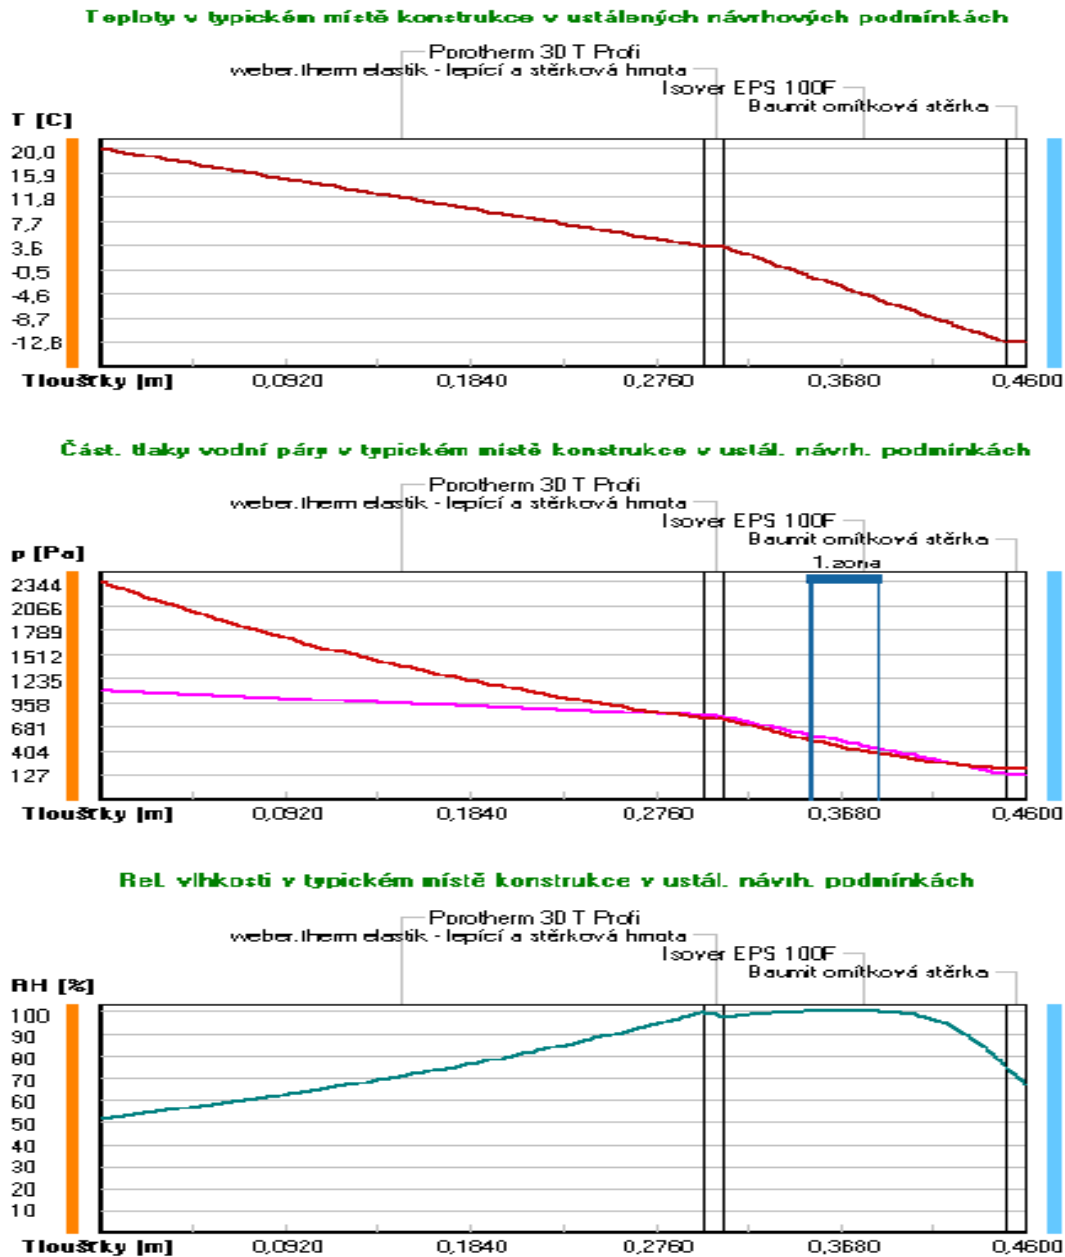 Teploty v typickém místě konstrukce v ustálených návrhových podmínkách
Porotherm 30 T Profi
weber.therm elastik - lepící a stěrková hmota
Isover EPS 100F
Baumit omítková stěrka
T [C]
20,0
15,9
11,8
7,7
3,6
-0,5
-4,6
-8,7
-12,8
Tloušťky [m] 0,0920 0,1840 0,2760 0,3680 0,4600
Část. tlaky vodní páry v typickém místě konstrukce v ustál. návrh. podmínkách
Porotherm 30 T Profi
weber.therm elastik - lepící a stěrková hmota
Isover EPS 100F
Baumit omítková stěrka
p [Pa]
1.zona
2344
2066
1789
1512
1235
958
681
404
127
Tloušťky [m] 0,0920 0,1840 0,2760 0,3680 0,4600
Rel. vlhkosti v typickém místě konstrukce v ustál. návrh. podmínkách
Porotherm 30 T Profi
weber.therm elastik - lepící a stěrková hmota
Isover EPS 100F
Baumit omítková stěrka
RH [%]
100
90
80
70
60
50
40
30
20
10
Tloušťky [m] 0,0920 0,1840 0,2760 0,3680 0,4600